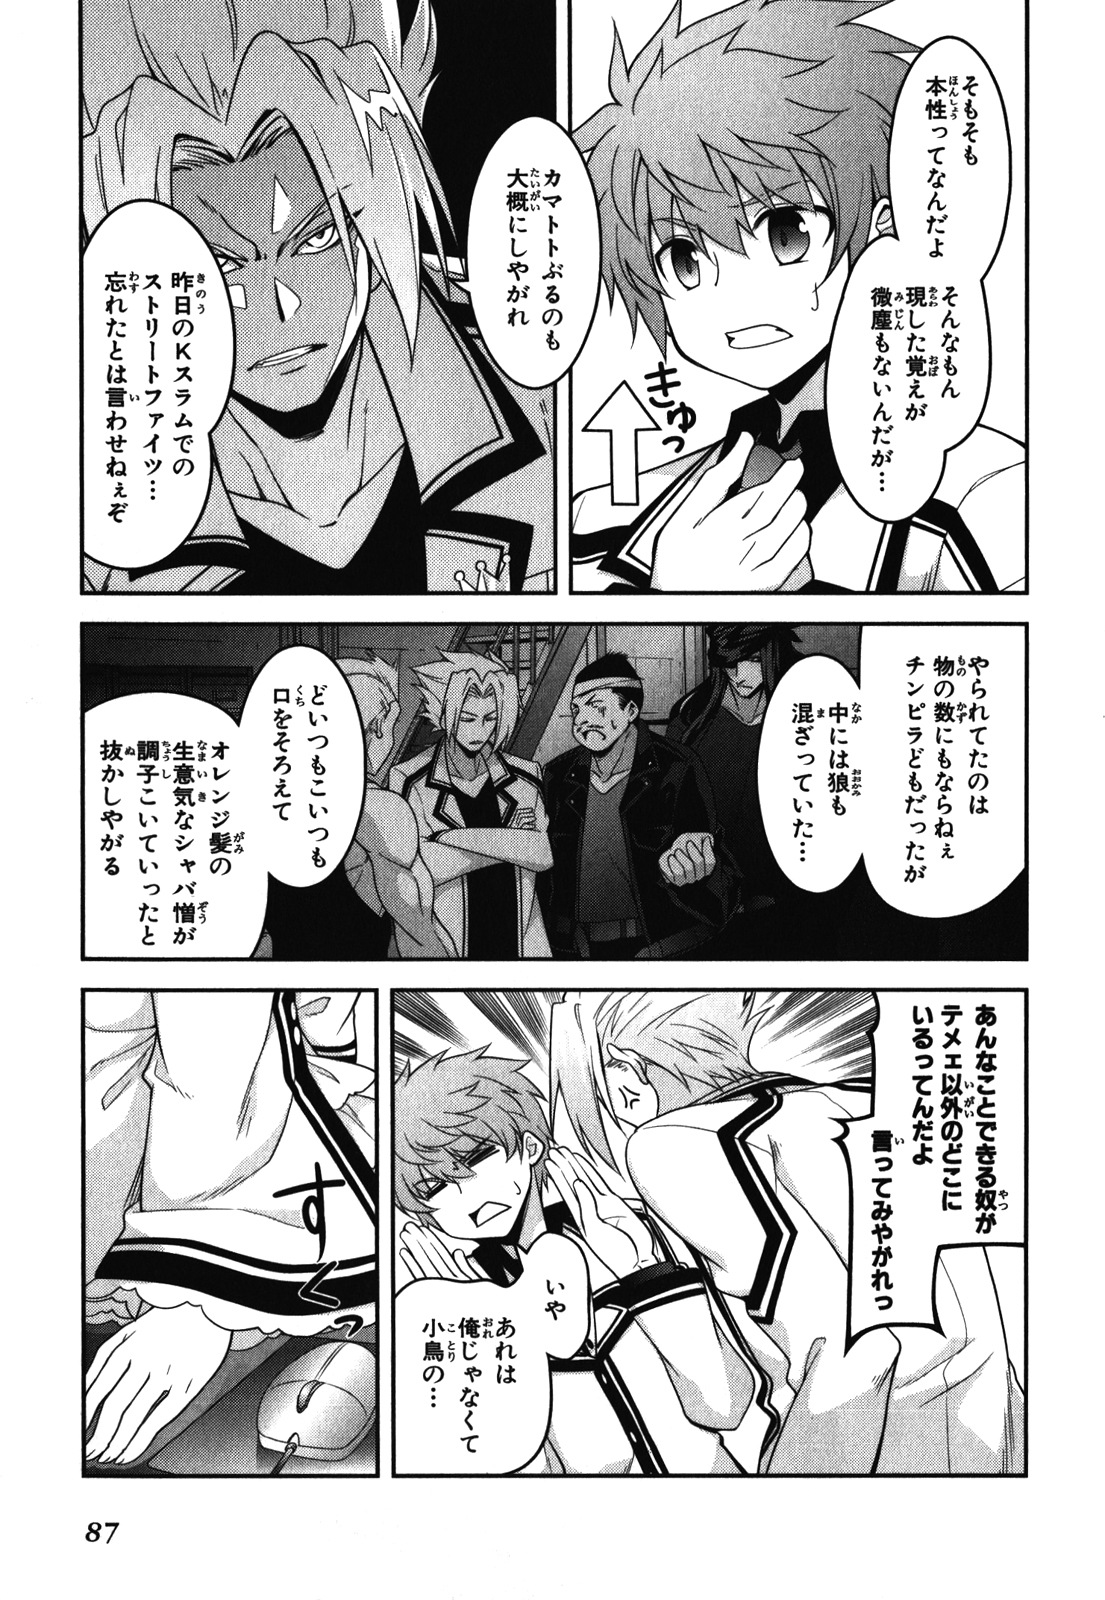 そもそも
本性ってなんだよ
そんなもん
現した覚えが
微塵もないんだが…
きゅっ
カマトトぶるのも
大概にしやがれ
昨日のKスラムでの
ストリートファイツ…
忘れたとは言わせねぇぞ
やられてたのは
物の数にもならねぇ
チンピラどもだったが
中には狼も
混ざっていた…
どいつもこいつも
口をそろえて
オレンジ髪の
生意気なシャバ憎が
調子こいていったと
抜かしやがる
あんなことできる奴が
テメェ以外のどこに
いるってんだよ
言ってみやがれっ
いや
あれは
俺じゃなくて
小鳥の…
すくっ
87